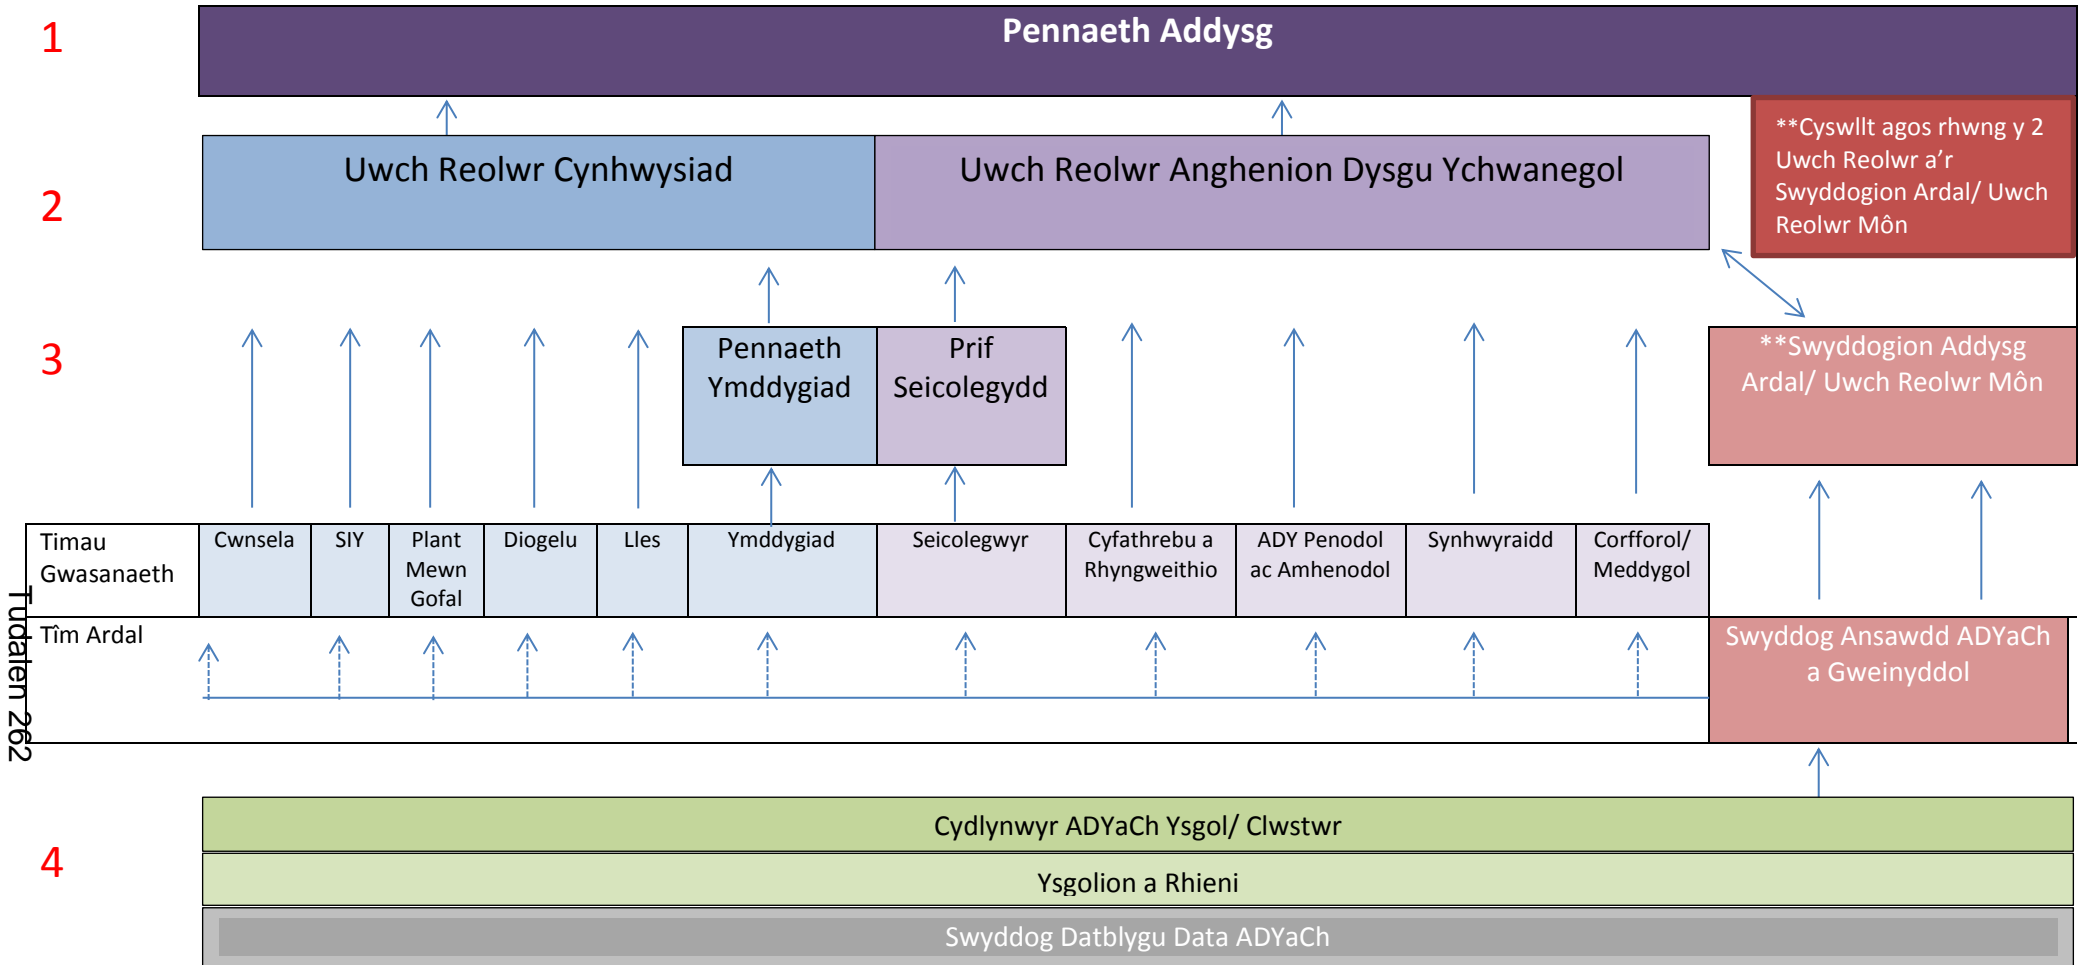 1
Pennaeth Addysg
2
Uwch Reolwr Cynhwysiad
Uwch Reolwr Anghenion Dysgu Ychwanegol
**Cyswllt agos rhwng y 2
Uwch Reolwr a’r
Swyddogion Ardal/ Uwch
Reolwr Môn
3
Pennaeth
Ymddygiad
Prif
Seicolegydd
**Swyddogion Addysg
Ardal/ Uwch Reolwr Môn
Timau
Gwasanaeth
Cwnsela
SIY
Plant
Mewn
Gofal
Diogelu
Lles
Ymddygiad
Seicolegwyr
Cyfathrebu a
Rhyngweithio
ADY Penodol
ac Amhenodol
Synhwyraidd
Corfforol/
Meddygol
Tîm Ardal
Swyddog Ansawdd ADYaCh
a Gweinyddol
Tudalen 262
4
Cydlynwyr ADYaCh Ysgol/ Clwstwr
Ysgolion a Rhieni
Swyddog Datblygu Data ADYaCh